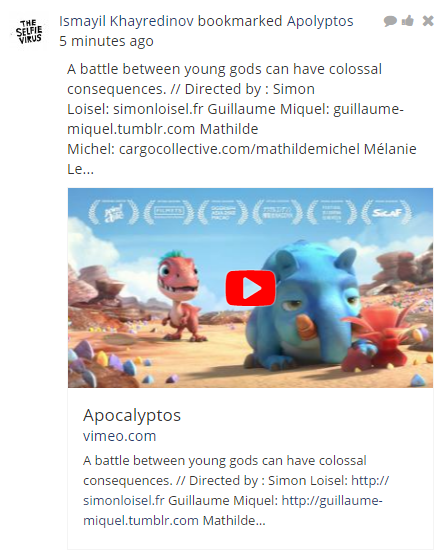 THE
SELFIE
VIRUS
Ismayil Khayredinov bookmarked Apolyptos
5 minutes ago
A battle between young gods can have colossal
consequences. // Directed by : Simon
Loisel: simonloisel.fr Guillaume Miquel: guillaume-
miquel.tumblr.com Mathilde
Michel: cargocollective.com/mathildemichel Mélanie
Le...
Apocalyptos
vimeo.com
A battle between young gods can have colossal
consequences. // Directed by : Simon Loisel: http://
simonloisel.fr Guillaume Miquel: http://guillaume-
miquel.tumblr.com Mathilde...